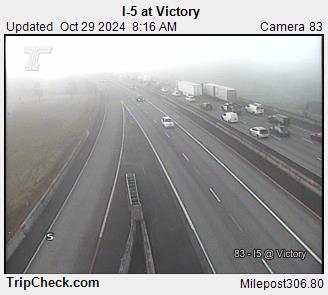 I-5 at Victory
Updated Oct 29 2024 8:16 AM Camera 83
T
S
83 - I5 @ Victory
TripCheck.com Milepost306.80